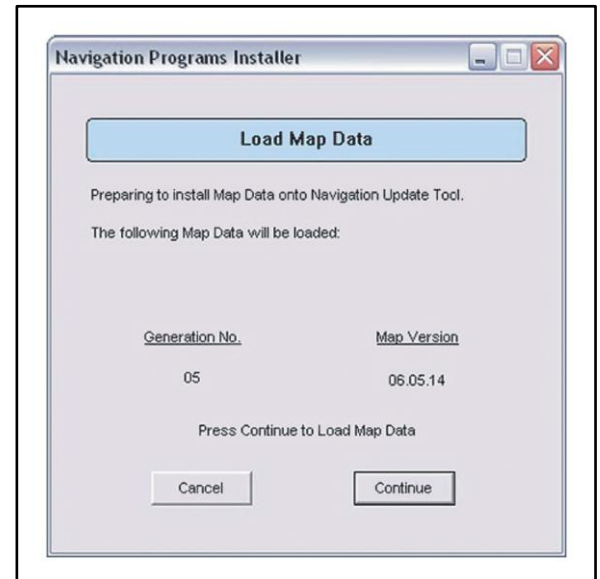 Navigation Programs Installer
Load Map Data
Preparing to install Map Data onto Navigation Update Tool.
The following Map Data will be loaded:
Generation No. Map Version
05 06.05.14
Press Continue to Load Map Data
Cancel Continue